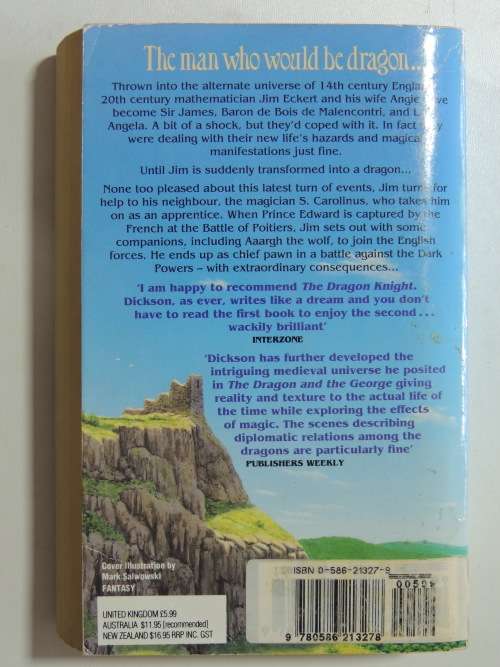 The man who would be dragon...
Thrown into the alternate universe of 14th century
20th century mathematician Jim Eckert and his wife Angie
become Sir James, Baron de Bois de Malencontri, and
Angela. A bit of a shock, but they'd coped with it. In fact
were dealing with their new life's hazards and magical
manifestations just fine.
Until Jim is suddenly transformed into a dragon...
None too pleased about this latest turn of events, Jim turns for
help to his neighbour, the magician S. Carolinus, who takes him
on as an apprentice. When Prince Edward is captured by the
French at the Battle of Poitiers, Jim sets out with some
companions, including Aaargh the wolf, to join the English
forces. He ends up as chief pawn in a battle against the Dark
Powers – with extraordinary consequences...
'I am happy to recommend The Dragon Knight.
Dickson, as ever, writes like a dream and you don't
have to read the first book to enjoy the second...
wackily brilliant'
INTERZONE
'Dickson has further developed the
intriguing medieval universe he posited
in The Dragon and the George giving
reality and texture to the actual life of
the time while exploring the effects
of magic. The scenes describing
diplomatic relations among the
dragons are particularly fine'
PUBLISHERS WEEKLY
Cover illustration by
Mark Salwowski
FANTASY
UNITED KINGDOM £5.99
AUSTRALIA $11.95 (recommended)
NEW ZEALAND $16.95 RRP INC. GST
ISBN 0-586-21327-8
9 780586 213278